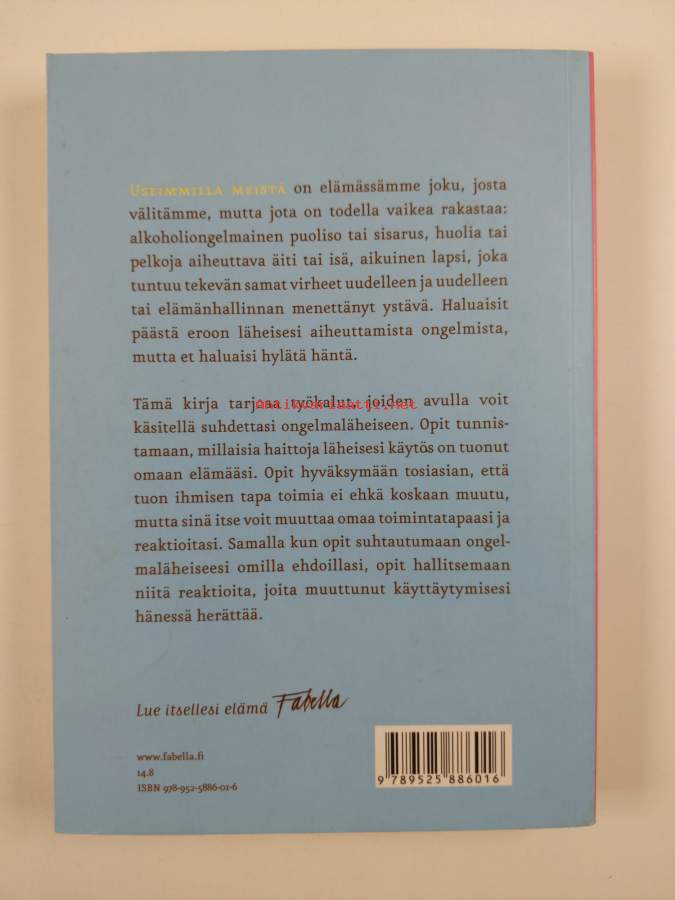 USEIMMILLA MEISTÄ on elämässämme joku, josta
välitämme, mutta jota on todella vaikea rakastaa:
alkoholiongelmainen puoliso tai sisarus, huolia tai
pelkoja aiheuttava äiti tai isä, aikuinen lapsi, joka
tuntuu tekevän samat virheet uudelleen ja uudelleen
tai elämänhallinnan menettänyt ystävä. Haluaisit
päästä eroon läheisesi aiheuttamista ongelmista,
mutta et haluaisi hylätä häntä.
Tämä kirja tarjoaa työkalut, joiden avulla voit
Antikvariaatti.net
käsitellä suhdettasi ongelmaläheiseen. Opit tunnis-
tamaan, millaisia haittoja läheisesi käytös on tuonut
omaan elämääsi. Opit hyväksymään tosiasian, että
tuon ihmisen tapa toimia ei ehkä koskaan muutu,
mutta sinä itse voit muuttaa omaa toimintatapaasi ja
reaktioitasi. Samalla kun opit suhtautumaan ongel-
maläheiseesi omilla ehdoillasi, opit hallitsemaan
niitä reaktioita, joita muuttunut käyttäytymisesi
hänessä herättää.
Lue itsellesi elämä Fabella
www.fabella.fi
14.8
ISBN 978-952-5886-01-6
9 789525 886016